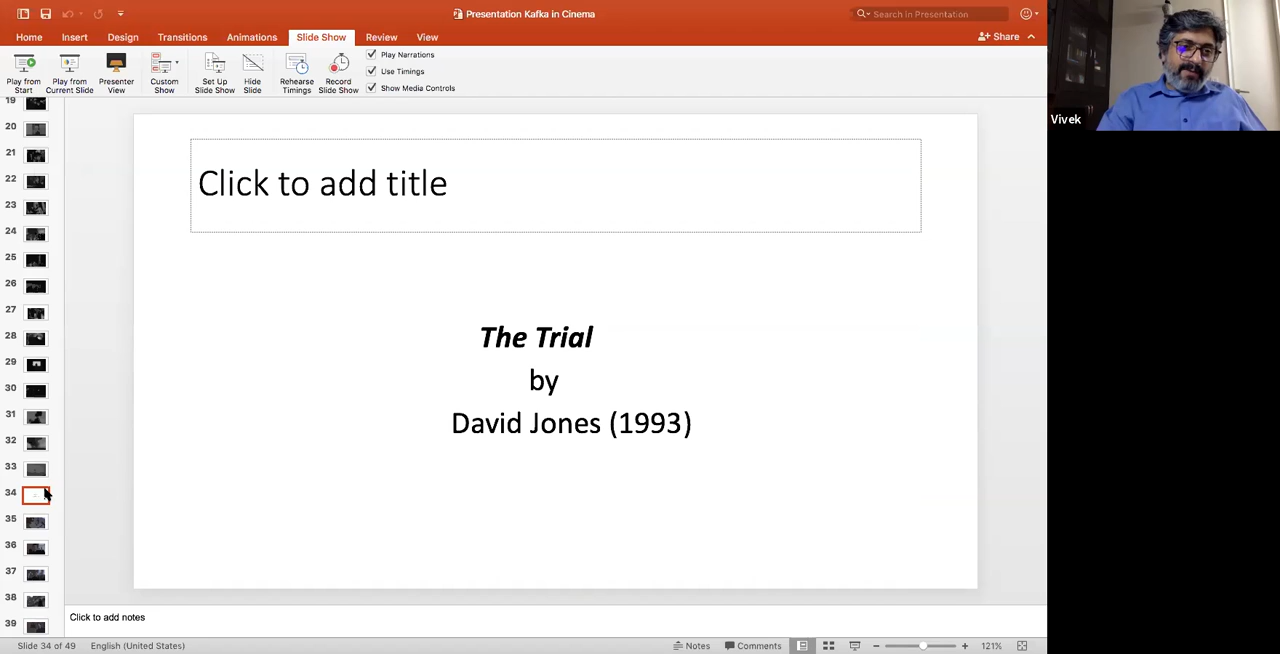 Presentation Kafka in Cinema
Search in Presentation
Home Insert Design Transitions Animations Slide Show Review View
Share
Play from Start
Play from Current Slide
Presenter View
Custom Show
Set Up Slide Show
Hide Slide
Rehearse Timings
Record Slide Show
Play Narrations
Use Timings
Show Media Controls
Vivek
19
20
21
22
23
24
25
26
27
28
29
30
31
32
33
34
35
36
37
38
39
Click to add title
The Trial
by
David Jones (1993)
Click to add notes
Slide 34 of 49 English (United States) Notes Comments 121%